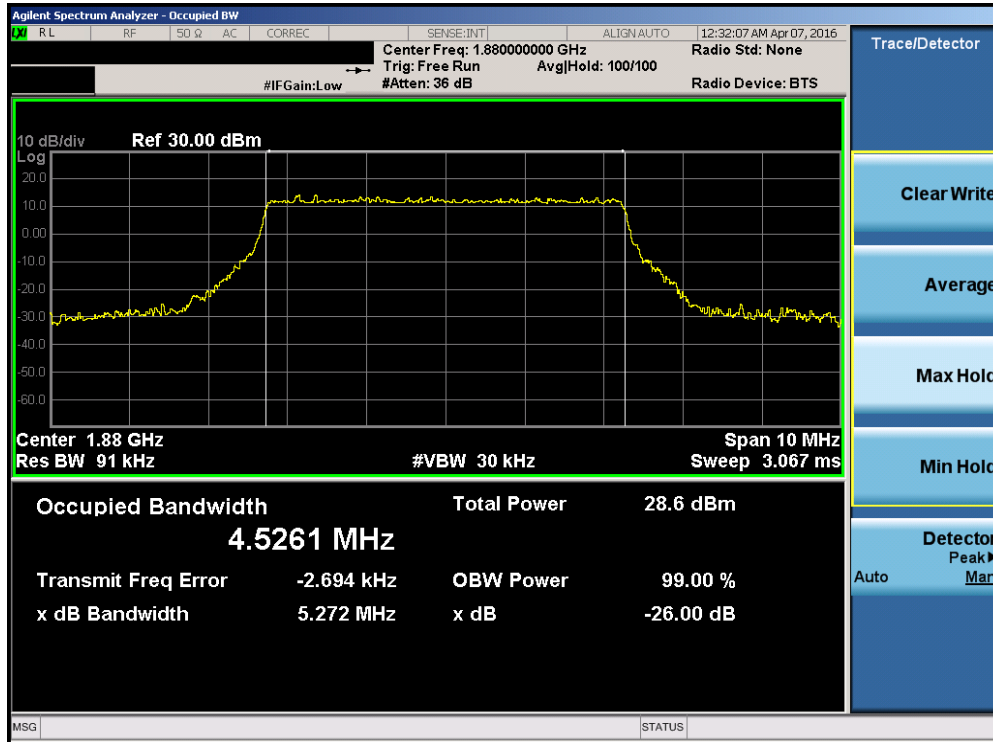 Agilent Spectrum Analyzer - Occupied BW
LXI RL RF 50 Ω AC CORREC SENSE:INT ALIGN AUTO 12:32:07 AM Apr 07, 2016
Center Freq: 1.880000000 GHz Radio Std: None
Trig: Free Run Avg|Hold: 100/100
#IFGain:Low #Atten: 36 dB Radio Device: BTS
10 dB/div Ref 30.00 dBm
Log
20.0
10.0
0.00
-10.0
-20.0
-30.0
-40.0
-50.0
-60.0
Center 1.88 GHz Span 10 MHz
Res BW 91 kHz #VBW 30 kHz Sweep 3.067 ms
Occupied Bandwidth Total Power 28.6 dBm
4.5261 MHz
Transmit Freq Error -2.694 kHz OBW Power 99.00 %
x dB Bandwidth 5.272 MHz x dB -26.00 dB
MSG STATUS
Trace/Detector
Clear Write
Average
Max Hold
Min Hold
Detector
Peak▶
Auto Man